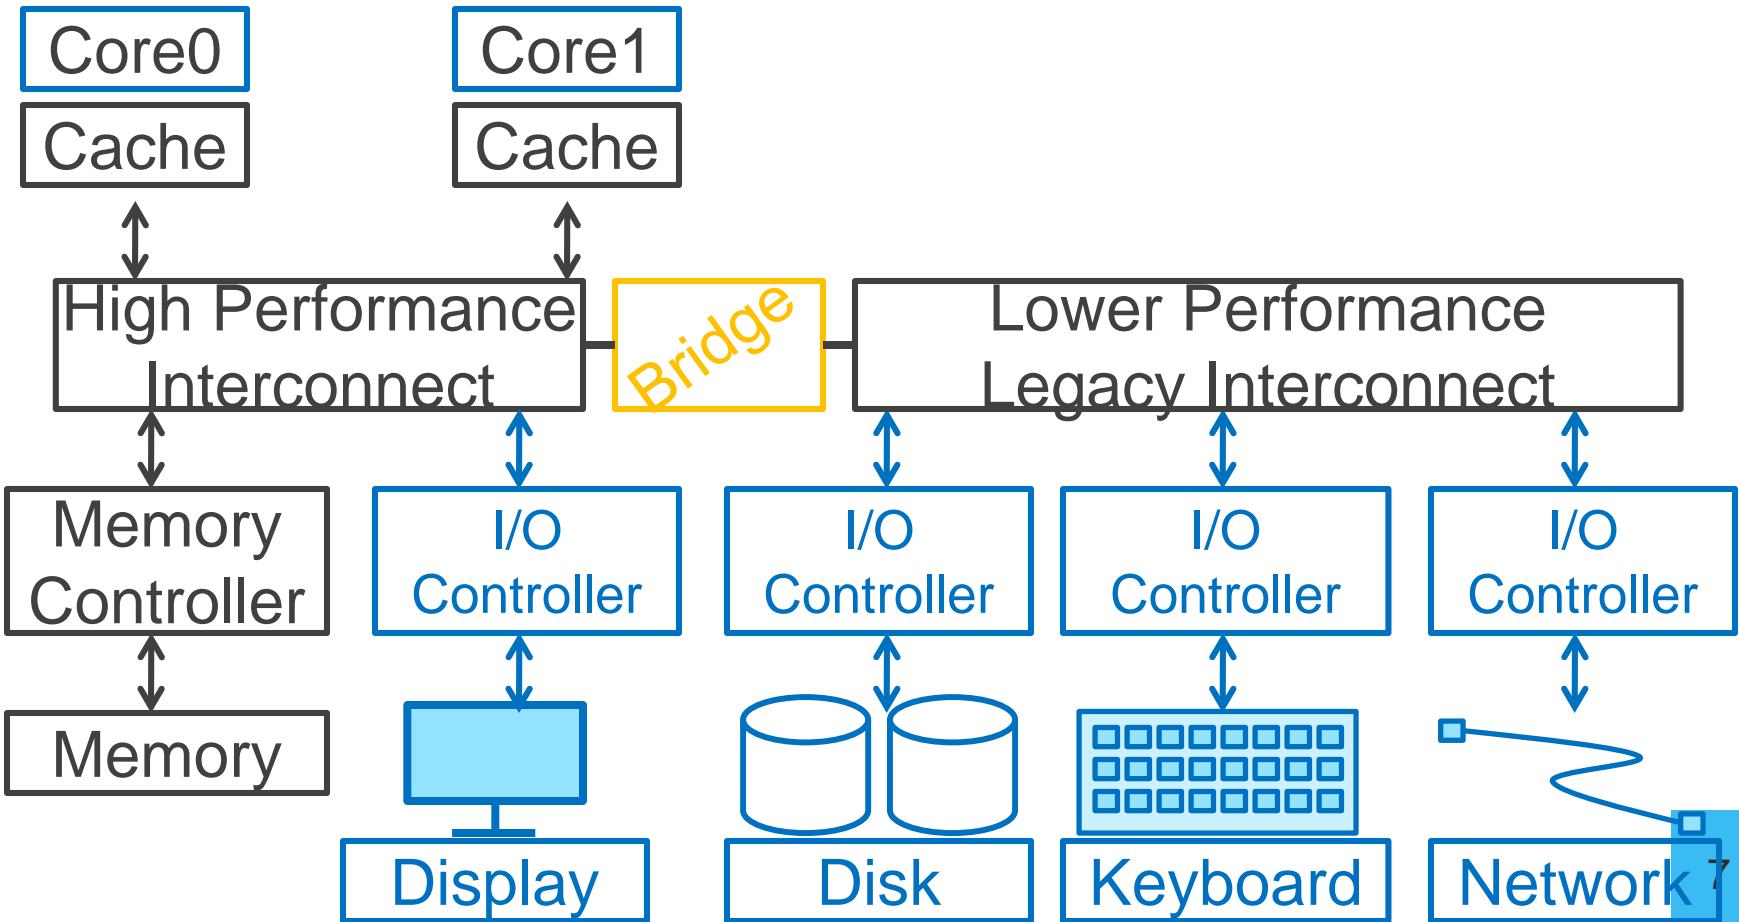 Core0
Core1
Cache
Cache
High Performance
Interconnect
Bridge
Lower Performance
Legacy Interconnect
Memory
Controller
I/O
Controller
I/O
Controller
I/O
Controller
I/O
Controller
Memory
Display
Disk
Keyboard
Network
7